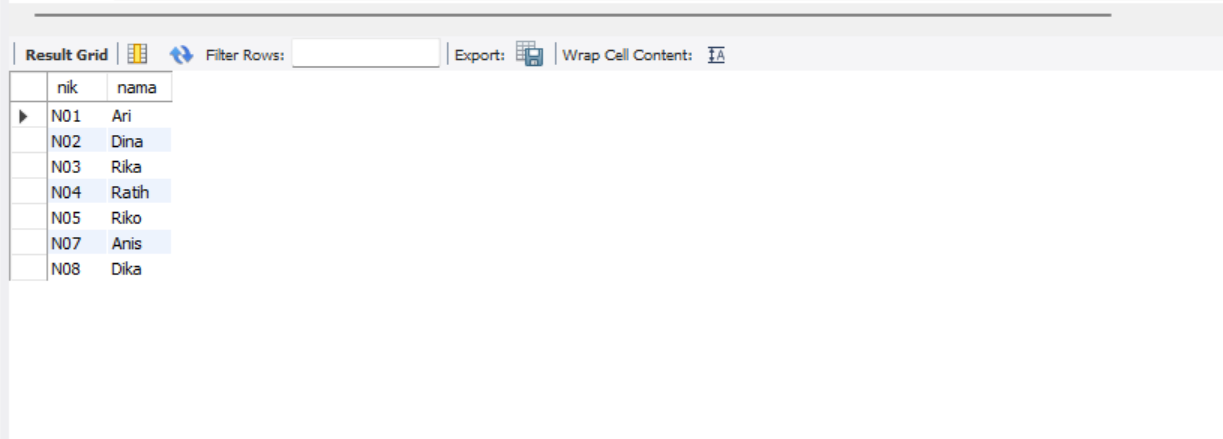 Result Grid Filter Rows: Export: Wrap Cell Content: IA
nik nama
N01 Ari
N02 Dina
N03 Rika
N04 Ratih
N05 Riko
N07 Anis
N08 Dika